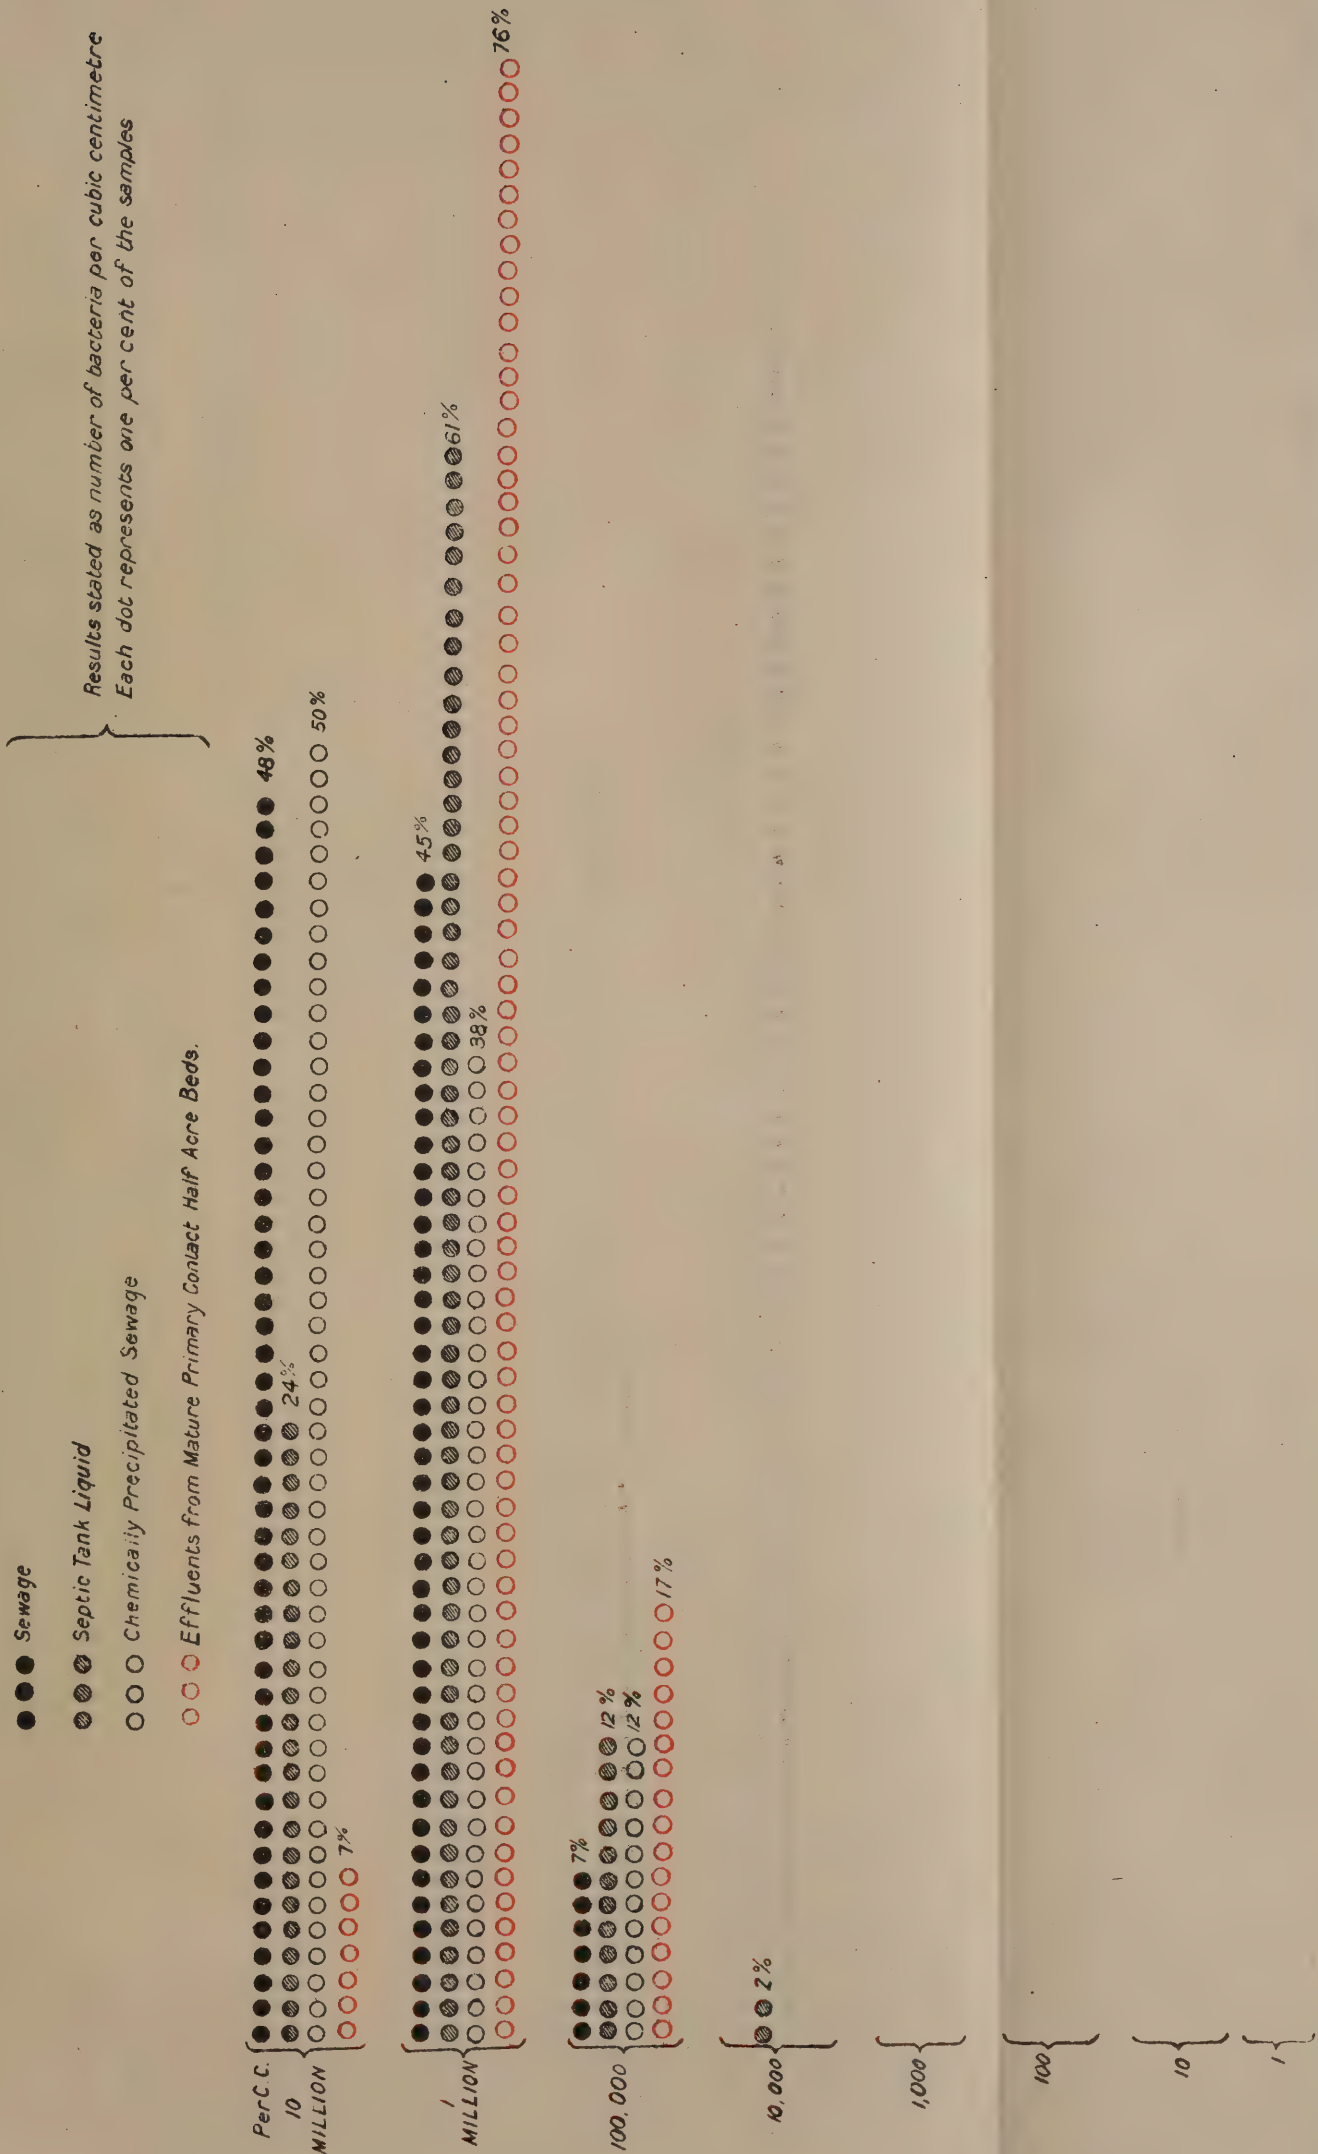 Sewage
Septic Tank Liquid
Chemically Precipitated Sewage
Effluents from Mature Primary Contact Half Acre Beds.
Results stated as number of bacteria per cubic centimetre
Each dot represents one per cent of the samples
Per C.C.
10
MILLION
48%
24%
50%
7%
1
MILLION
45%
61%
38%
76%
100,000
7%
12%
12%
17%
10,000
2%
1,000
100
10
1